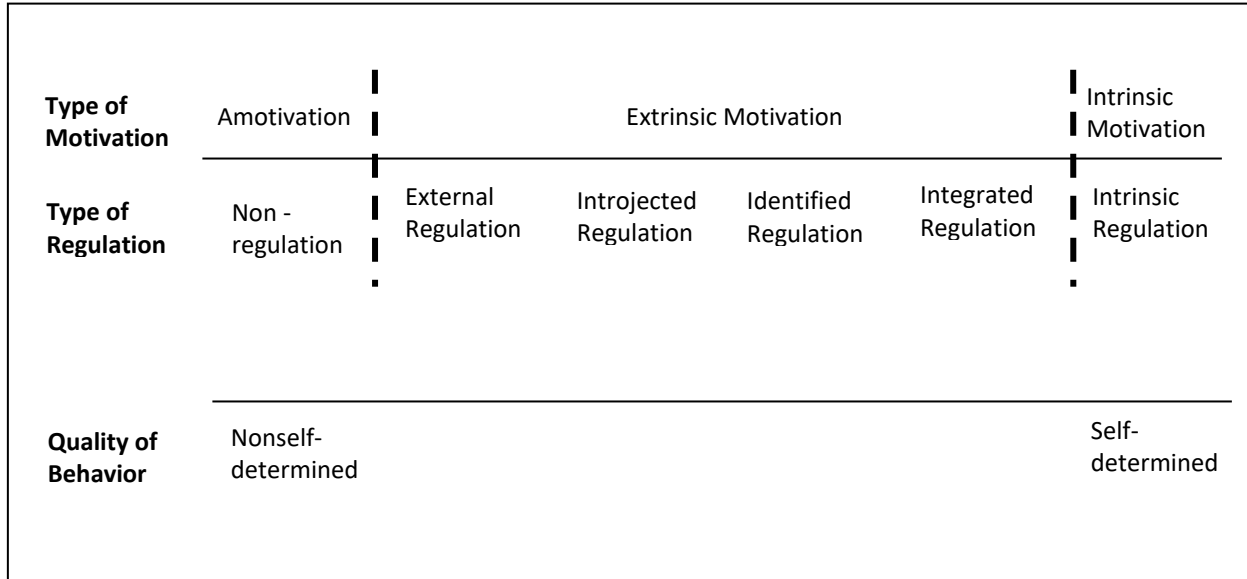 Type of
Motivation
Amotivation
Extrinsic Motivation
Intrinsic
Motivation
Type of
Regulation
Non -
regulation
External
Regulation
Introjected
Regulation
Identified
Regulation
Integrated
Regulation
Intrinsic
Regulation
Quality of
Behavior
Nonself-
determined
Self-
determined